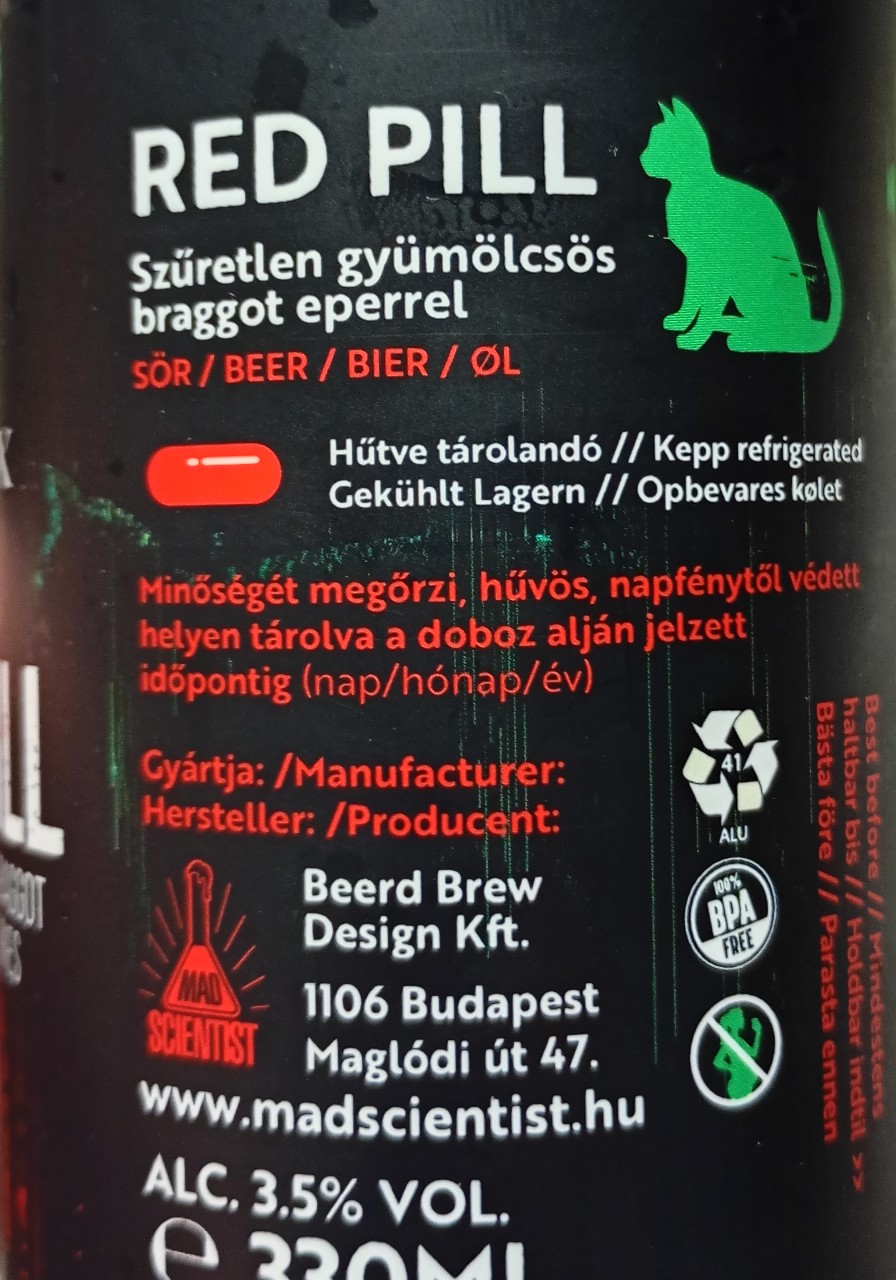 RED PILL
Szűretlen gyümölcsös
braggot eperrel
SÖR / BEER / BIER / ØL
Hűtve tárolandó // Kepp refrigerated
Gekühlt Lagern // Opbevares kølet
Minőségét megőrzi, hűvös, napfénytől védett
helyen tárolva a doboz alján jelzett
időpontig (nap/hónap/év)
Gyártja: /Manufacturer:
Hersteller: /Producent:
Beerd Brew
Design Kft.
MAD
SCIENTIST
1106 Budapest
Maglódi út 47.
www.madscientist.hu
ALC. 3.5% VOL.
e 330ML
41
ALU
100%
BPA
FREE
Best before // Mindestens
haltbar bis // Holdbar indtil >>
Bästa före // Parasta ennen